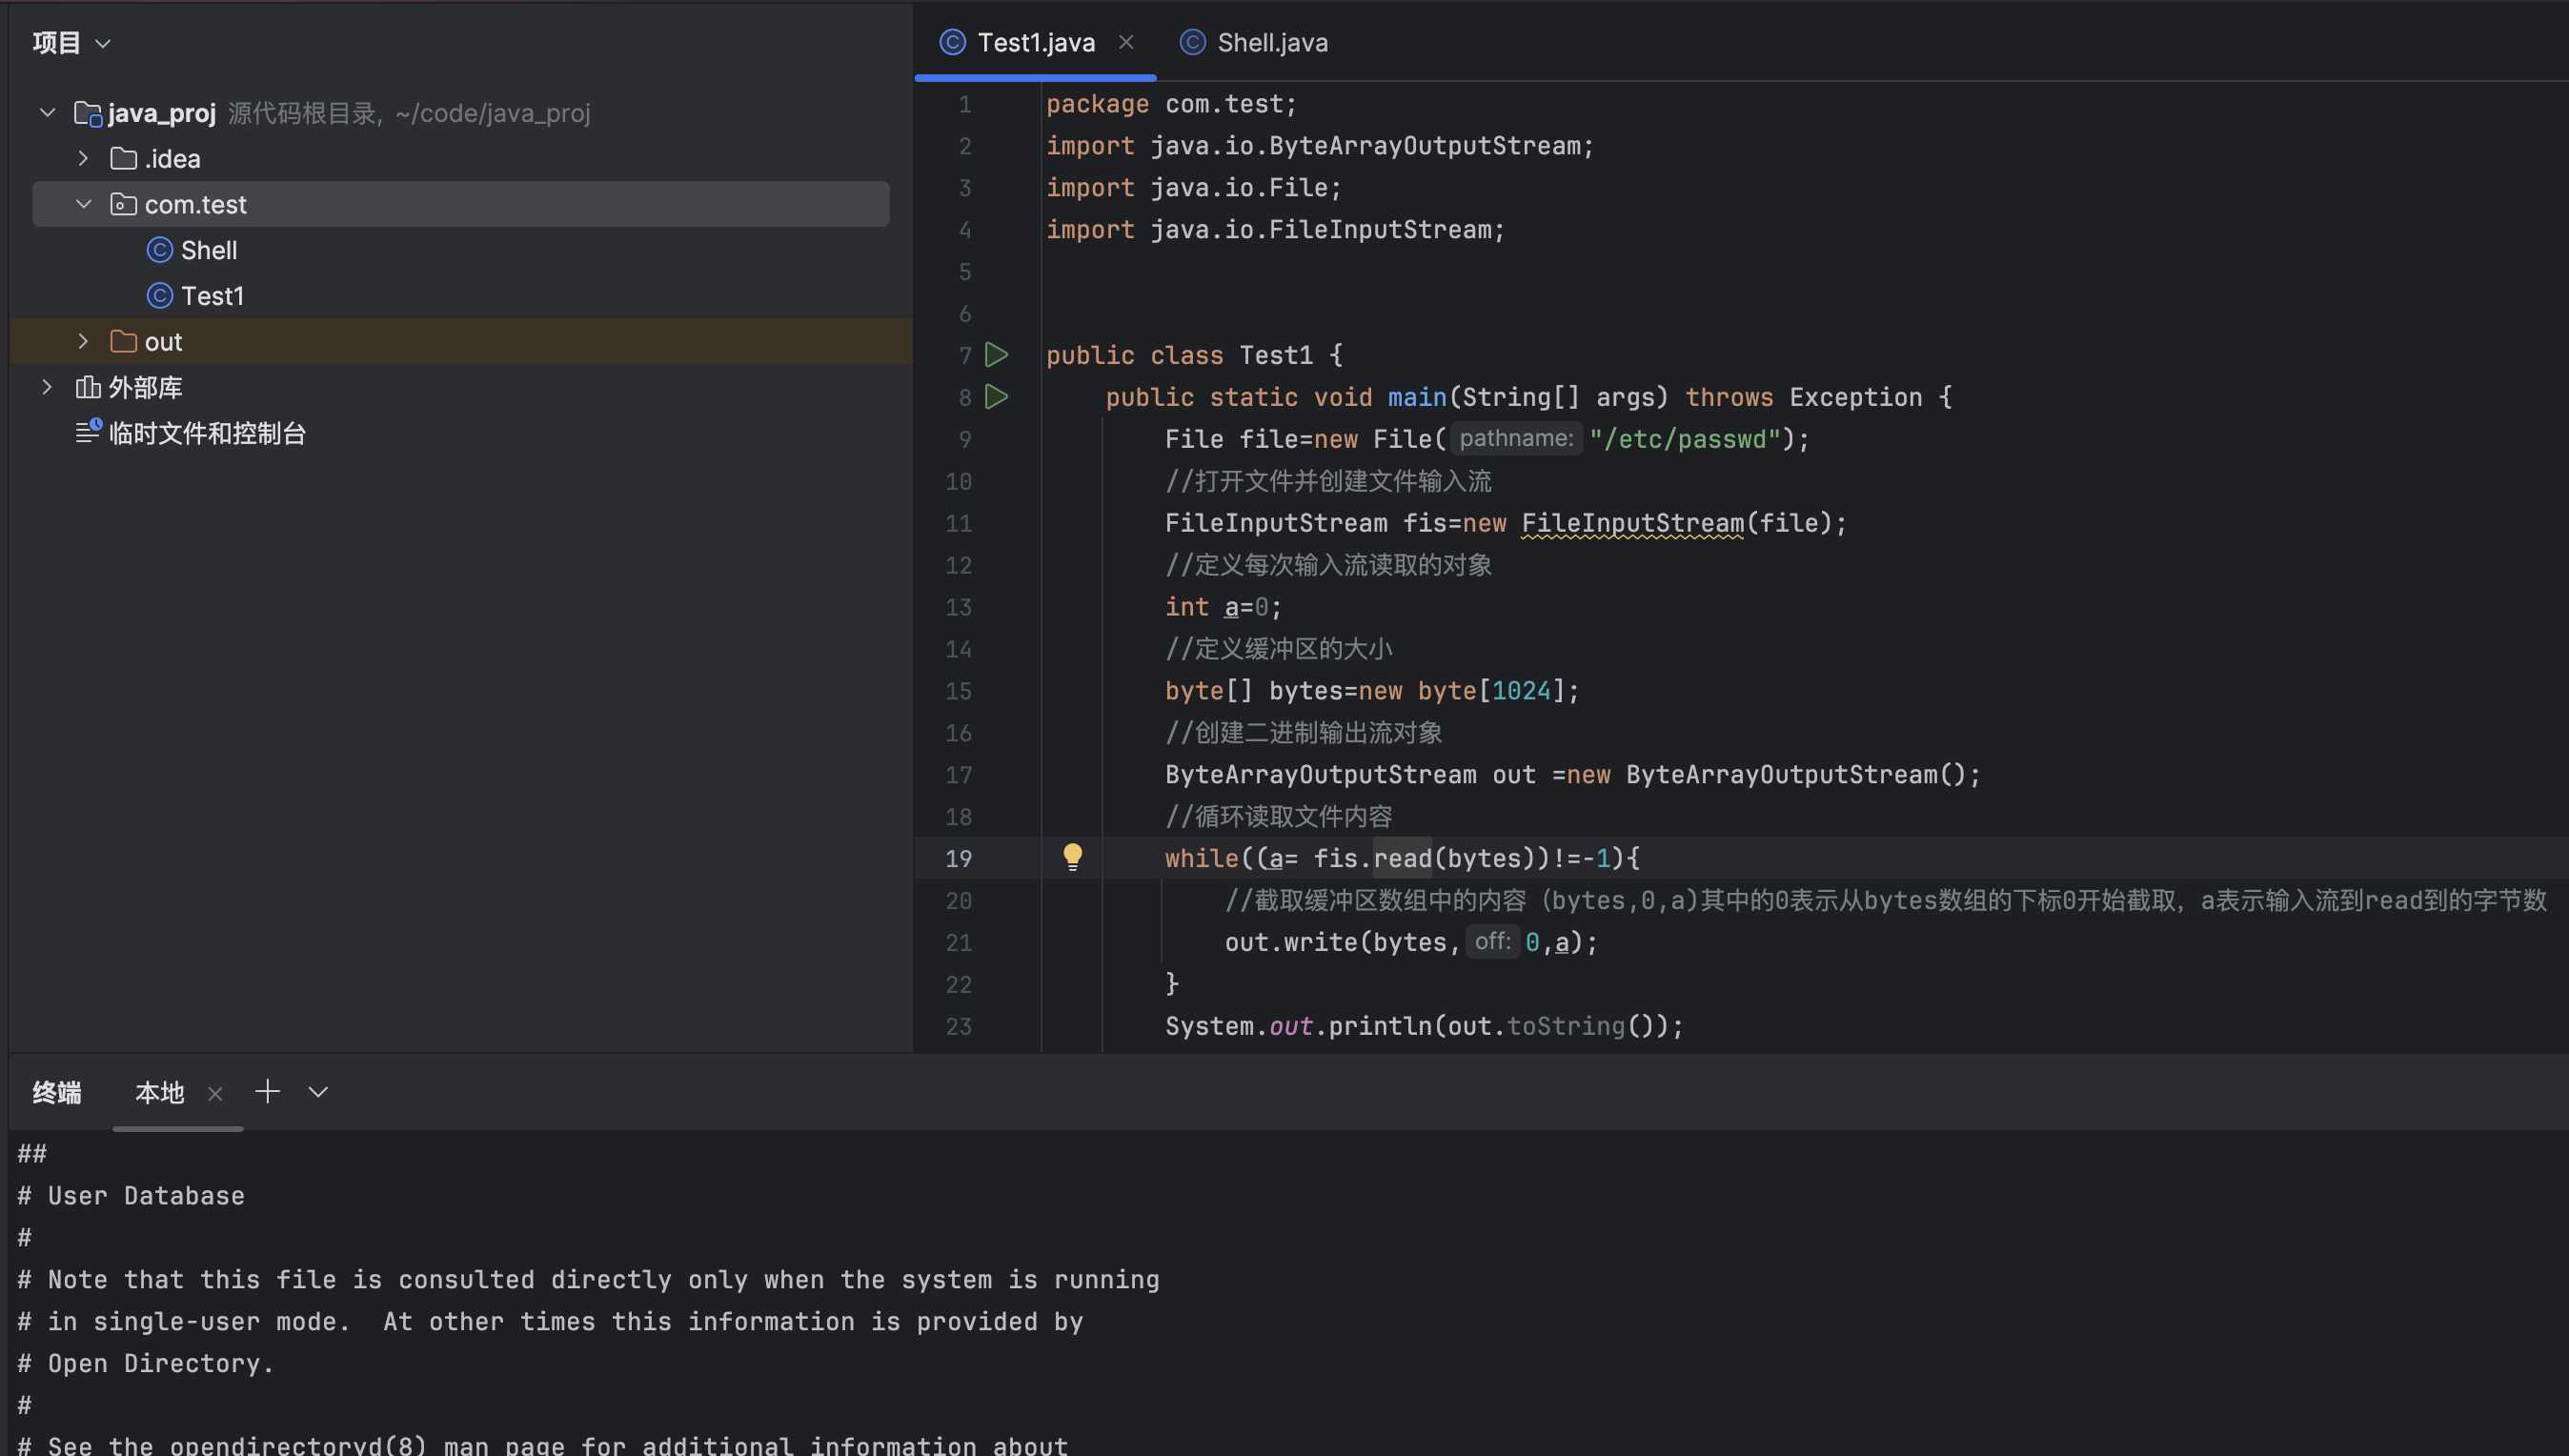 项目
java_proj 源代码根目录, ~/code/java_proj
.idea
com.test
Shell
Test1
out
外部库
临时文件和控制台
Test1.java Shell.java
1 package com.test;
2 import java.io.ByteArrayOutputStream;
3 import java.io.File;
4 import java.io.FileInputStream;
5
6
7 public class Test1 {
8 public static void main(String[] args) throws Exception {
9 File file=new File( pathname: "/etc/passwd");
10 //打开文件并创建文件输入流
11 FileInputStream fis=new FileInputStream(file);
12 //定义每次输入流读取的对象
13 int a=0;
14 //定义缓冲区的大小
15 byte[] bytes=new byte[1024];
16 //创建二进制输出流对象
17 ByteArrayOutputStream out =new ByteArrayOutputStream();
18 //循环读取文件内容
19 while((a= fis.read(bytes))!=-1){
20 //截取缓冲区数组中的内容（bytes,0,a)其中的0表示从bytes数组的下标0开始截取，a表示输入流到read到的字节数
21 out.write(bytes, off: 0,a);
22 }
23 System.out.println(out.toString());
终端 本地
##
# User Database
#
# Note that this file is consulted directly only when the system is running
# in single-user mode.  At other times this information is provided by
# Open Directory.
#
# See the opendirectoryd(8) man page for additional information about